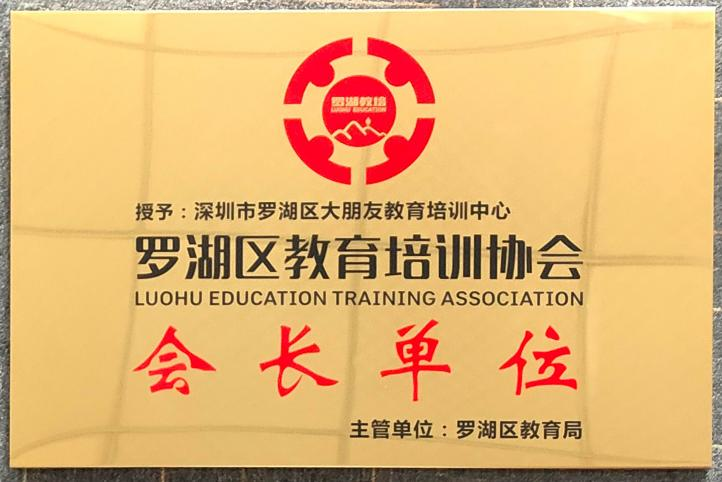 罗湖教培
LUOHU EDUCATION
授予：深圳市罗湖区大朋友教育培训中心
罗湖区教育培训协会
LUOHU EDUCATION TRAINING ASSOCIATION
会长单位
主管单位：罗湖区教育局